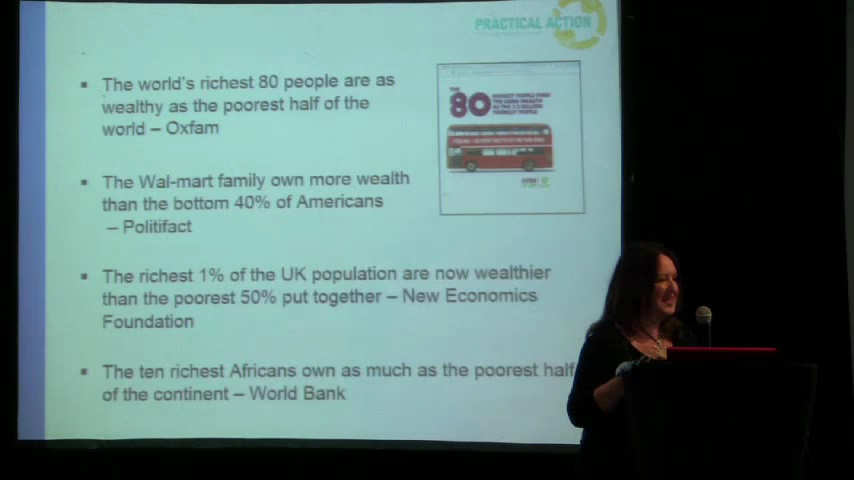 PRACTICAL ACTION
The world's richest 80 people are as
wealthy as the poorest half of the
world – Oxfam
THE
80
The Wal-mart family own more wealth
than the bottom 40% of Americans
– Politifact
The richest 1% of the UK population are now wealthier
than the poorest 50% put together – New Economics
Foundation
The ten richest Africans own as much as the poorest half
of the continent – World Bank